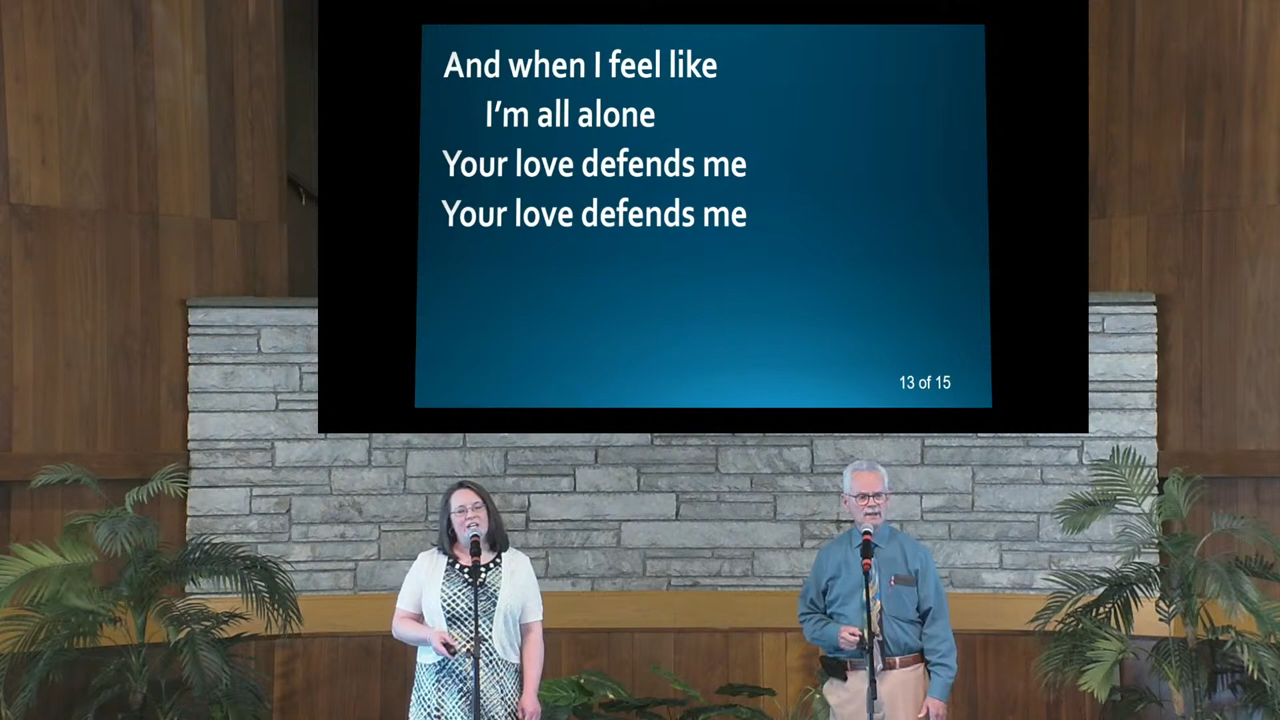 And when I feel like
I'm all alone
Your love defends me
Your love defends me
13 of 15